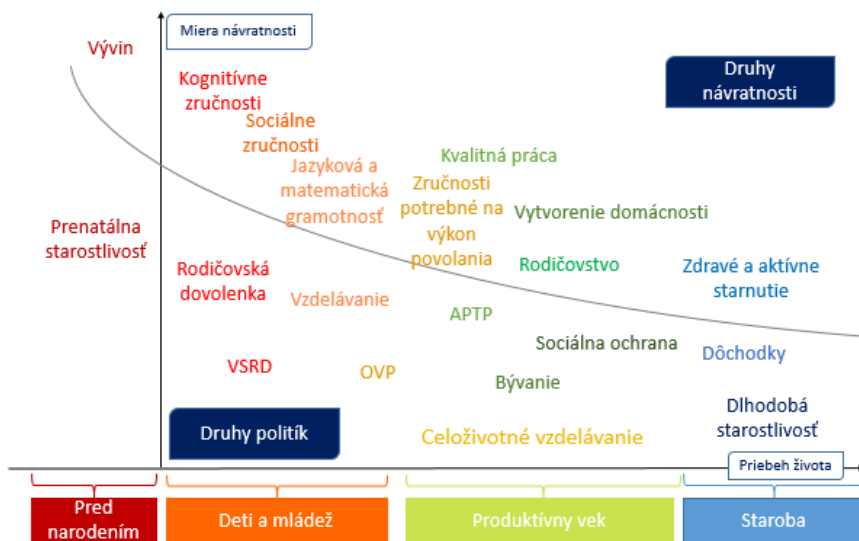 Vývin
Miera návratnosti
Druhy
návratnosti
Kognitívne
zručnosti
Sociálne
zručnosti
Jazyková a
matematická
gramotnosť
Kvalitná práca
Zručnosti
potrebné na
výkon
povolania
Vytvorenie domácnosti
Prenatálna
starostlivosť
Rodičovská
dovolenka
Vzdelávanie
Rodičovstvo
Zdravé a aktívne
starnutie
APTP
Sociálna ochrana
Dôchodky
VSRD
OVP
Bývanie
Druhy politík
Celoživotné vzdelávanie
Dlhodobá
starostlivosť
Priebeh života
Pred
narodením
Deti a mládež
Produktívny vek
Staroba